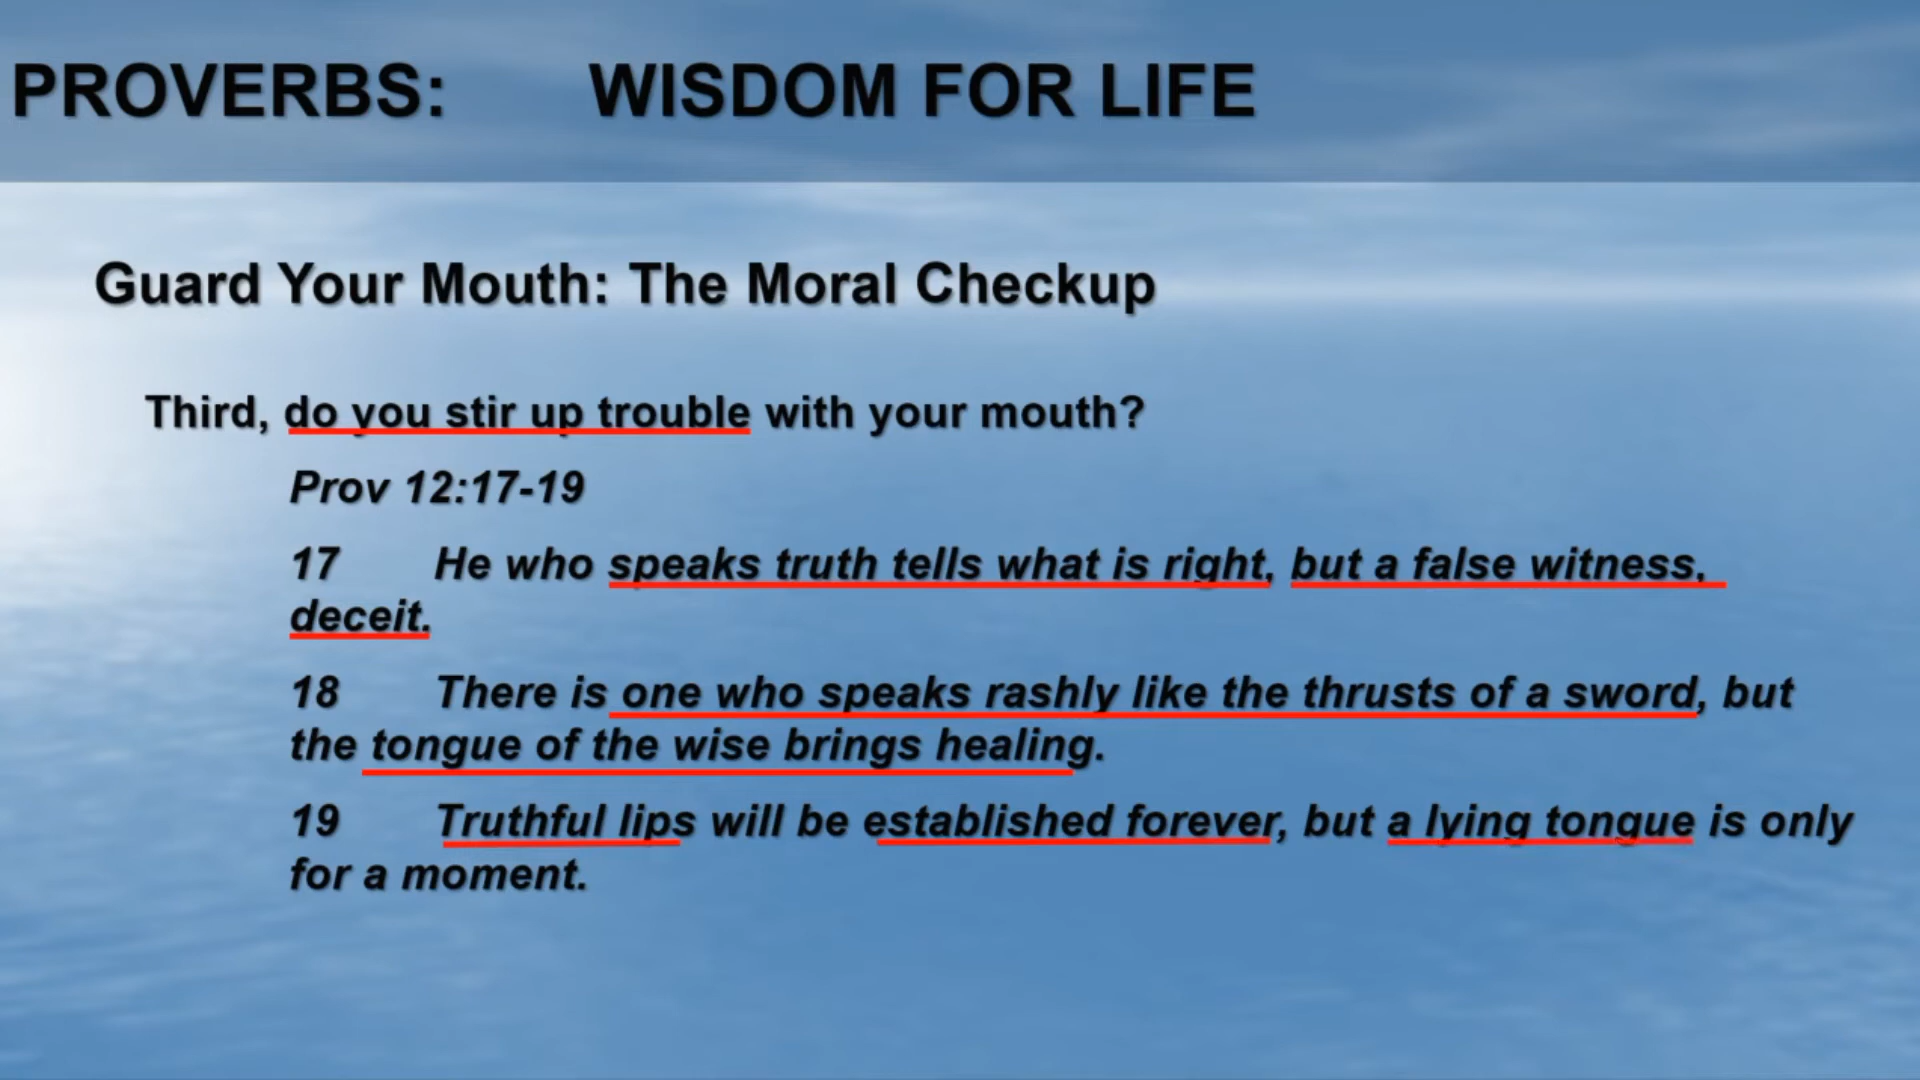 PROVERBS: WISDOM FOR LIFE
Guard Your Mouth: The Moral Checkup
Third, do you stir up trouble with your mouth?
Prov 12:17-19
17 He who speaks truth tells what is right, but a false witness,
deceit.
18 There is one who speaks rashly like the thrusts of a sword, but
the tongue of the wise brings healing.
19 Truthful lips will be established forever, but a lying tongue is only
for a moment.